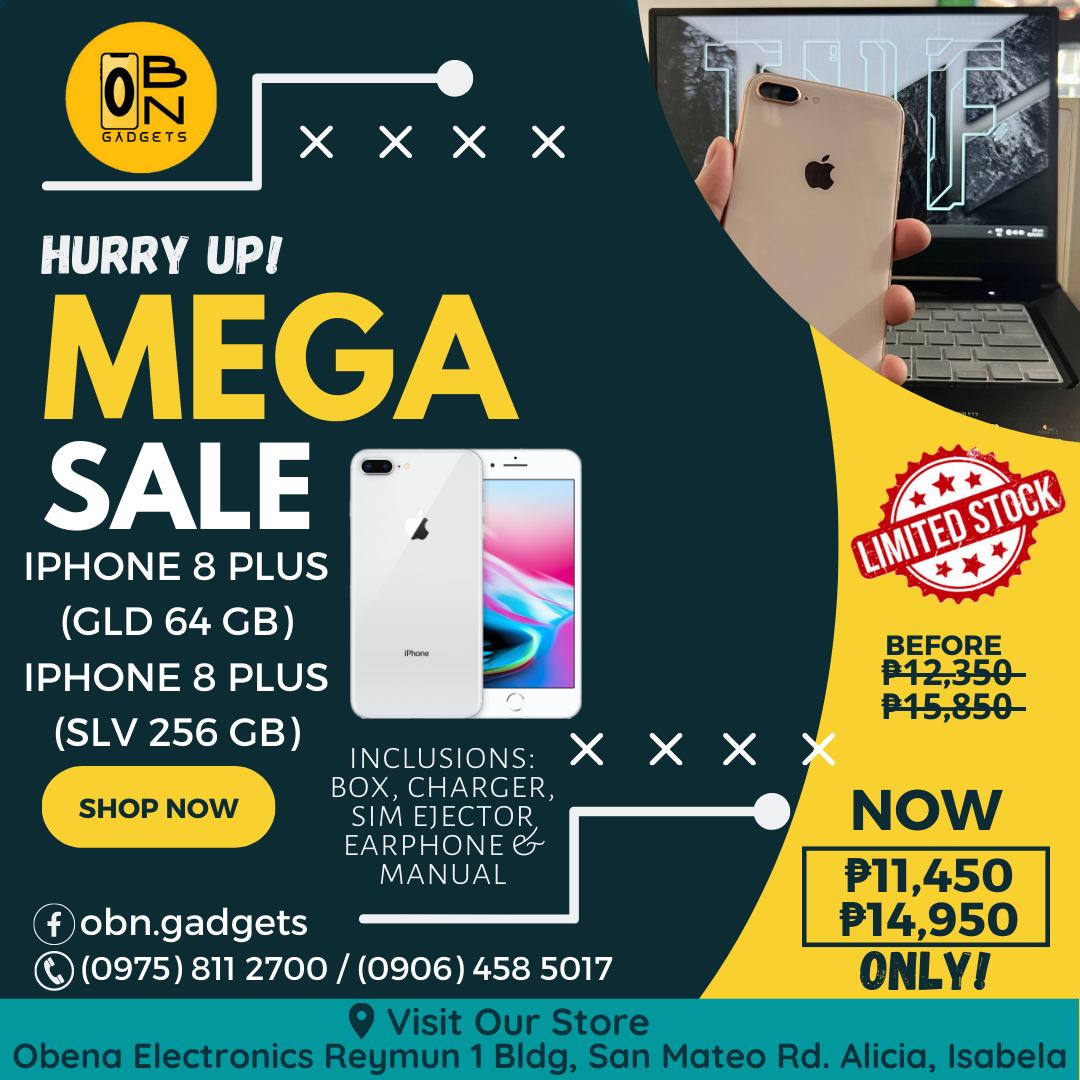 OBN
GADGETS
HURRY UP!
MEGA
SALE
IPHONE 8 PLUS
(GLD 64 GB)
IPHONE 8 PLUS
(SLV 256 GB)
SHOP NOW
iPhone
INCLUSIONS:
BOX, CHARGER,
SIM EJECTOR
EARPHONE &
MANUAL
obn.gadgets
(0975) 811 2700 / (0906) 458 5017
LIMITED STOCK
BEFORE
₱12,350
₱15,850
NOW
₱11,450
₱14,950
ONLY!
Visit Our Store
Obena Electronics Reymun 1 Bldg, San Mateo Rd. Alicia, Isabela